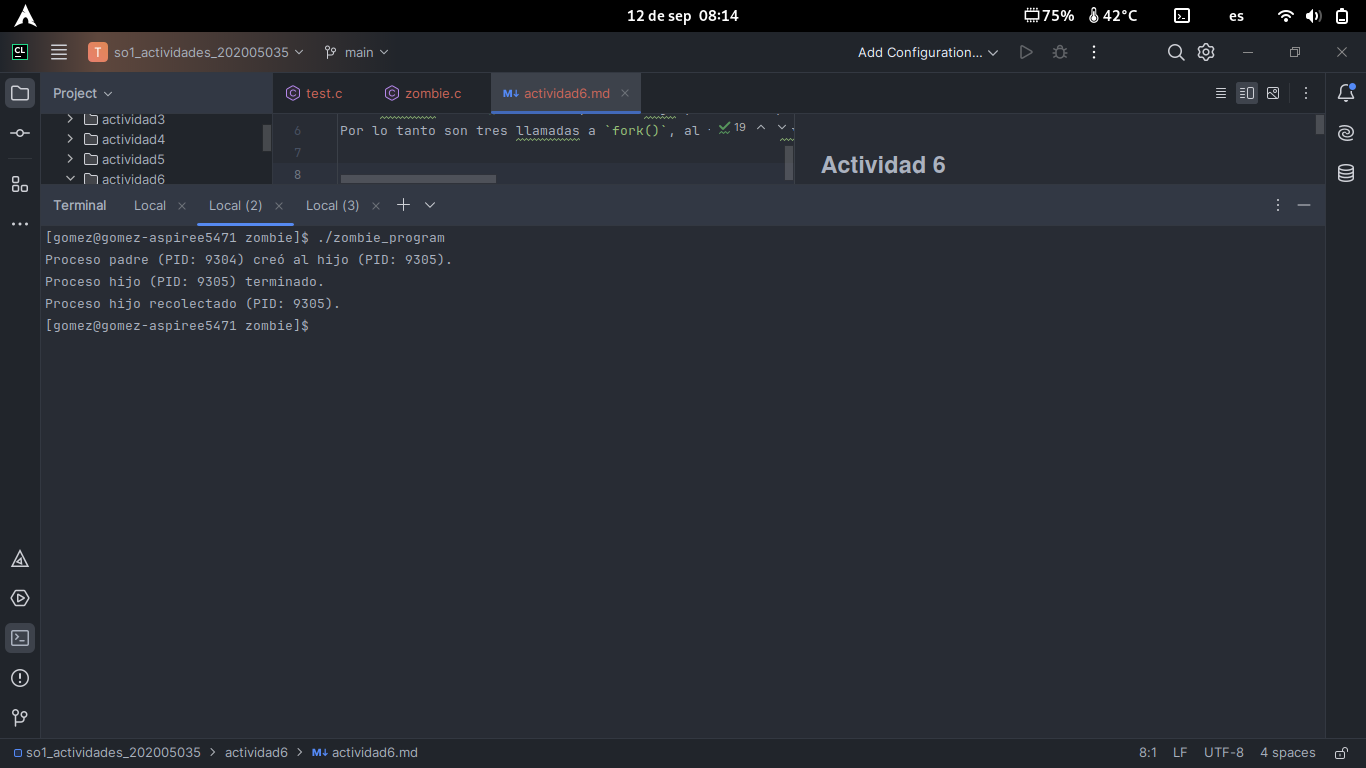 12 de sep 08:14
75%
42°C
es
CL
T
so1_actividades_202005035
main
Add Configuration...
Project
test.c
zombie.c
M↓ actividad6.md
actividad3
actividad4
actividad5
actividad6
6
Por lo tanto son tres llamadas a `fork()`, al
19
7
8
Actividad 6
Terminal
Local
Local (2)
Local (3)
[gomez@gomez-aspiree5471 zombie]$ ./zombie_program
Proceso padre (PID: 9304) creó al hijo (PID: 9305).
Proceso hijo (PID: 9305) terminado.
Proceso hijo recolectado (PID: 9305).
[gomez@gomez-aspiree5471 zombie]$
so1_actividades_202005035 > actividad6 > M↓ actividad6.md
8:1
LF
UTF-8
4 spaces